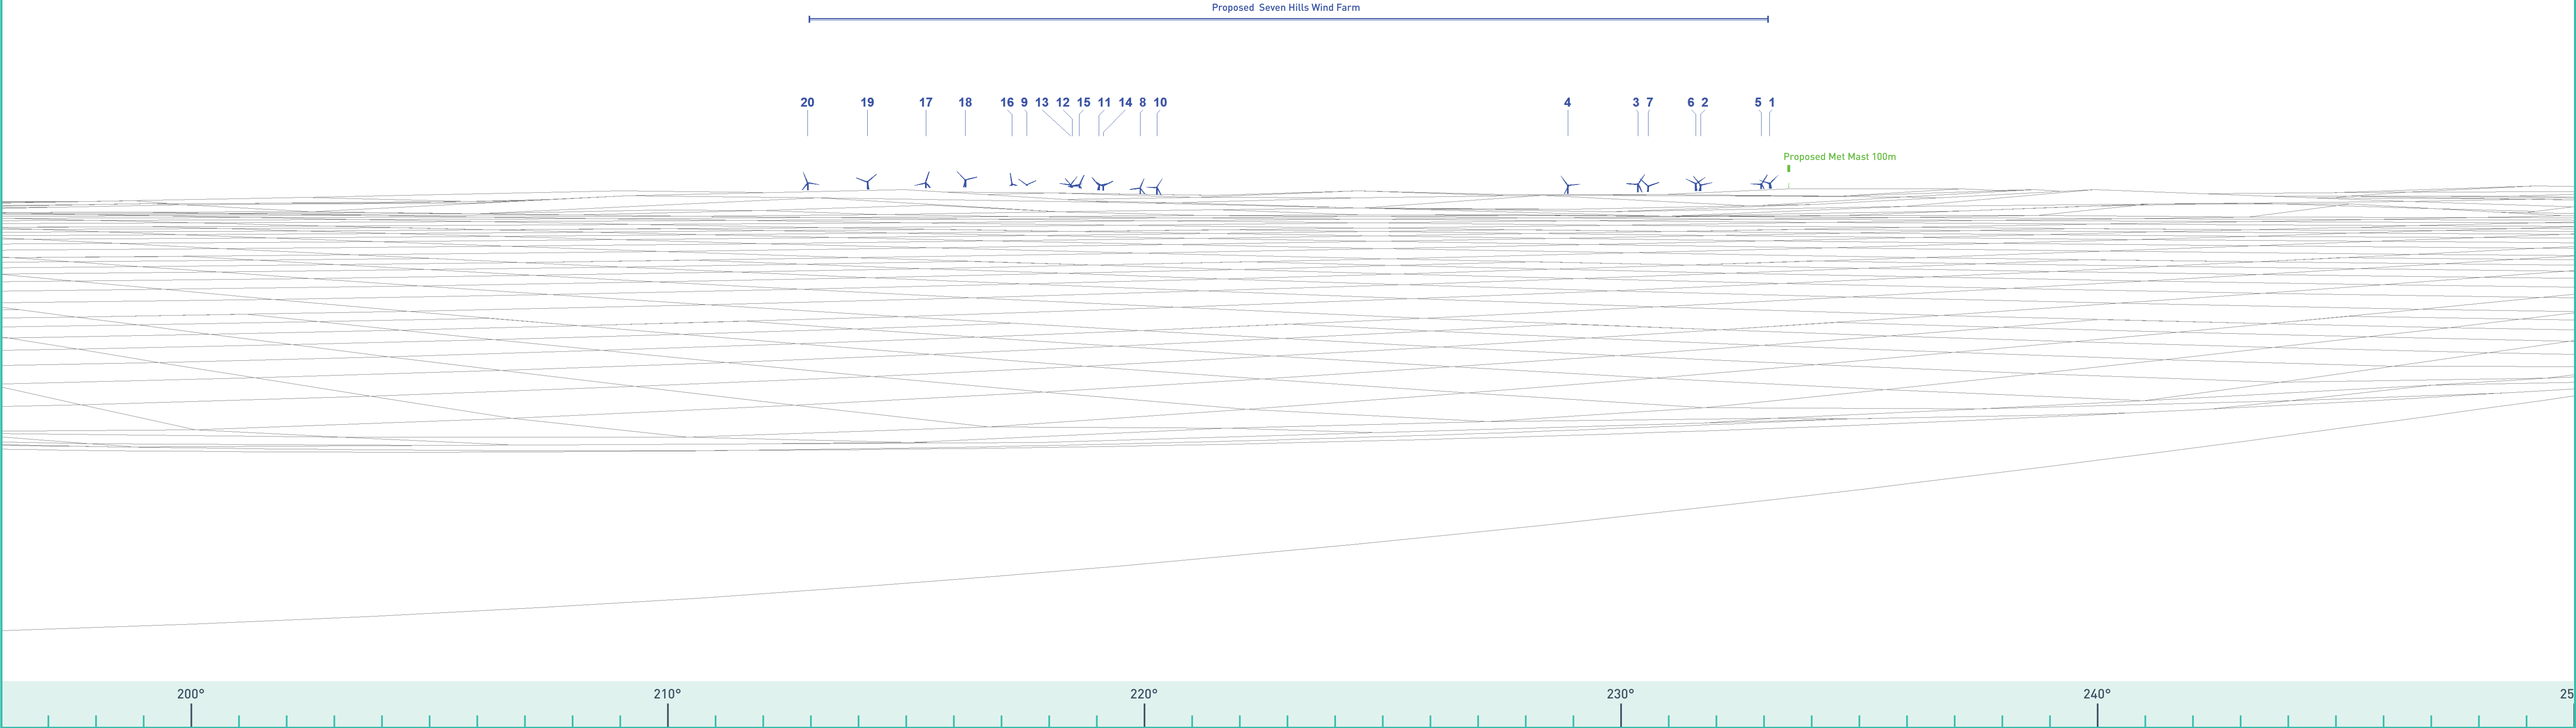 Proposed Seven Hills Wind Farm
20 19 17 18 16 9 13 12 15 11 14 8 10 4 3 7 6 2 5 1
Proposed Met Mast 100m
200° 210° 220° 230° 240° 25